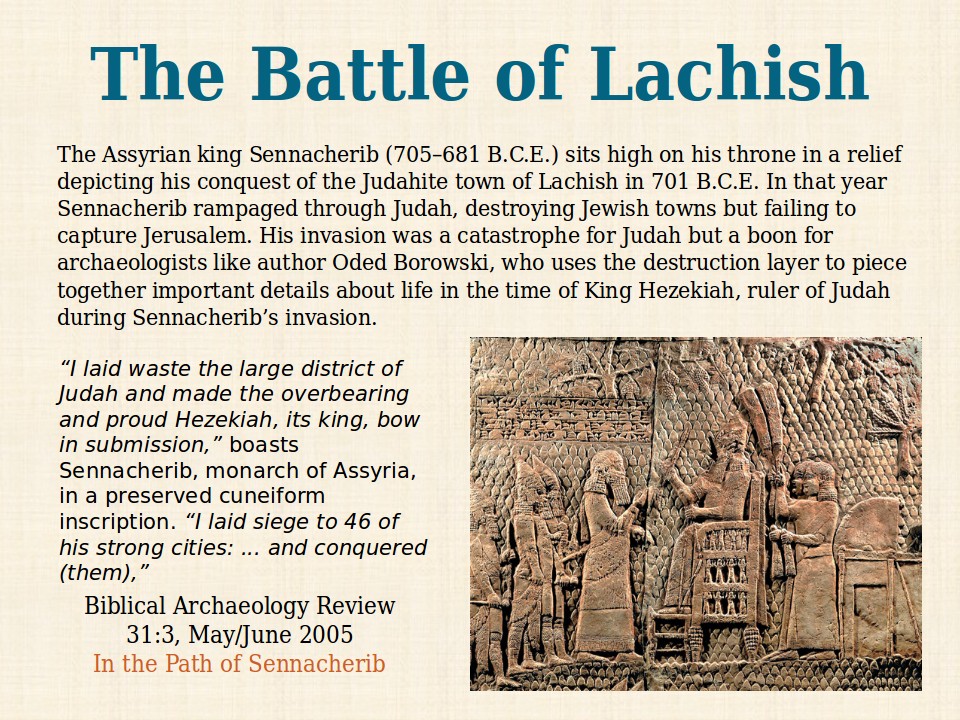 The Battle of Lachish
The Assyrian king Sennacherib (705–681 B.C.E.) sits high on his throne in a relief
depicting his conquest of the Judahite town of Lachish in 701 B.C.E. In that year
Sennacherib rampaged through Judah, destroying Jewish towns but failing to
capture Jerusalem. His invasion was a catastrophe for Judah but a boon for
archaeologists like author Oded Borowski, who uses the destruction layer to piece
together important details about life in the time of King Hezekiah, ruler of Judah
during Sennacherib’s invasion.
“I laid waste the large district of
Judah and made the overbearing
and proud Hezekiah, its king, bow
in submission,” boasts
Sennacherib, monarch of Assyria,
in a preserved cuneiform
inscription. “I laid siege to 46 of
his strong cities: ... and conquered
(them),”
Biblical Archaeology Review
31:3, May/June 2005
In the Path of Sennacherib